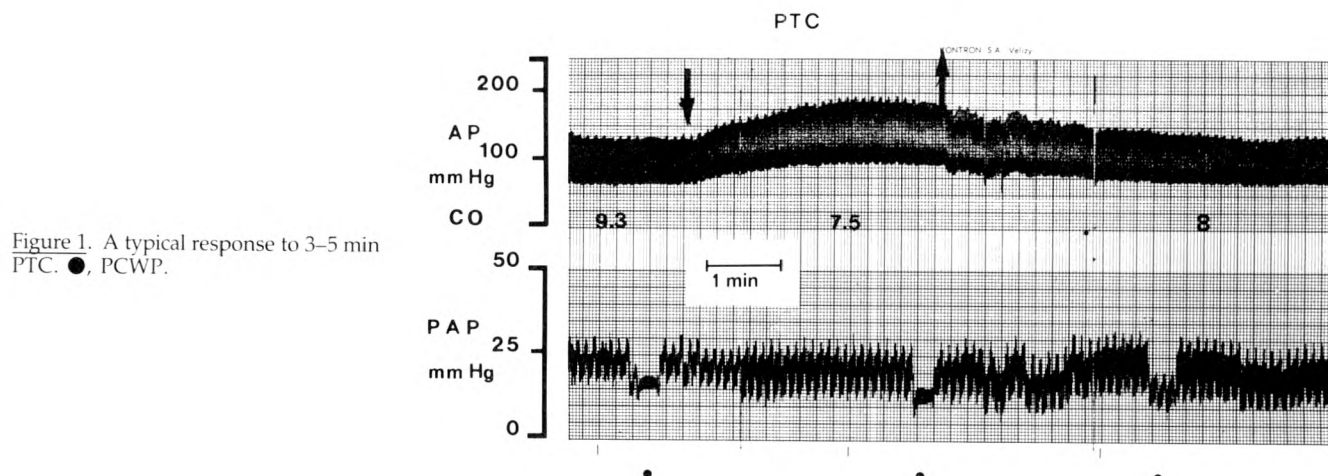 PTC
KONTRON S.A. Velizy
200
AP
100
mm Hg
CO
9.3
7.5
8
Figure 1. A typical response to 3–5 min
PTC. ●, PCWP.
1 min
50
PAP
25
mm Hg
0